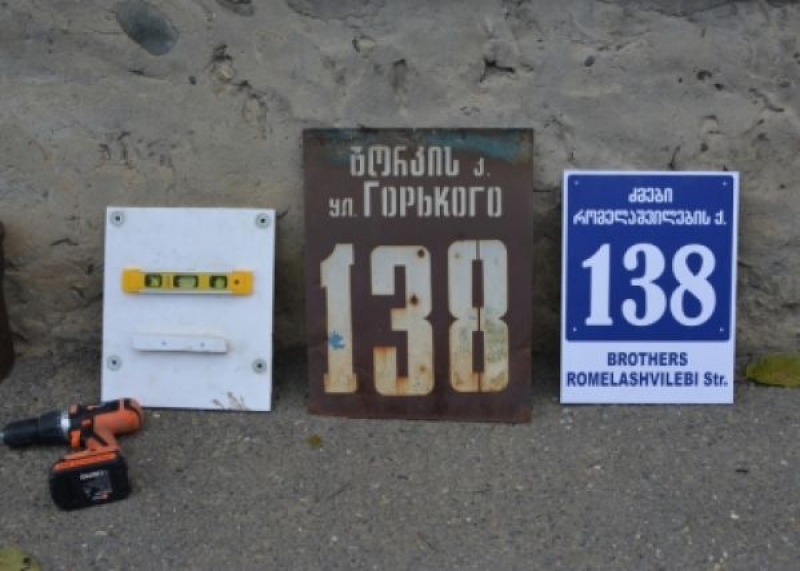 გორკის ქ.
ул. Горького
138
ძმები
რომელაშვილების ქ.
138
BROTHERS
ROMELASHVILEBI Str.